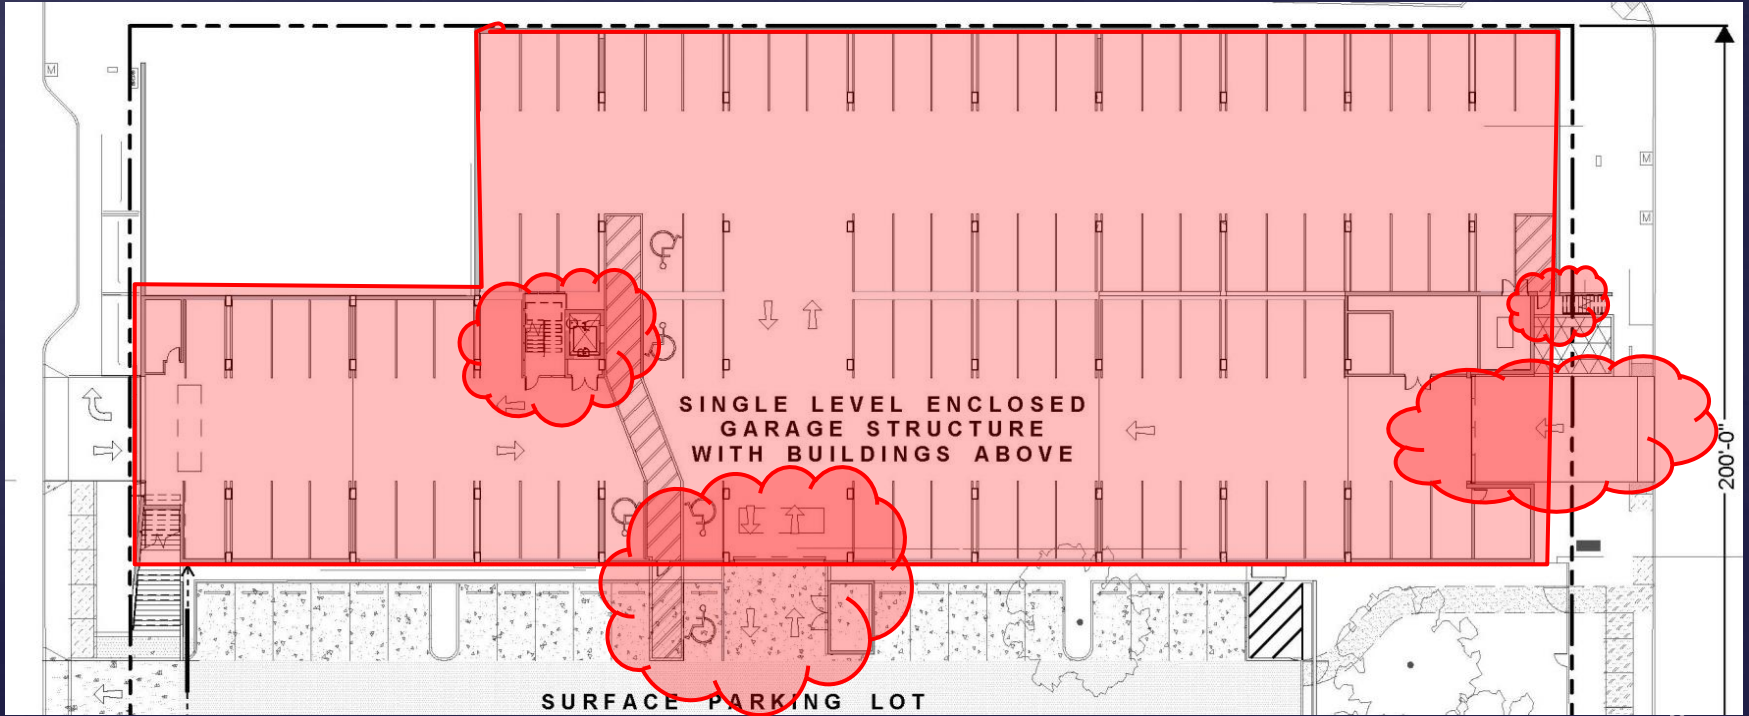 M
M
M
SINGLE LEVEL ENCLOSED
GARAGE STRUCTURE
WITH BUILDINGS ABOVE
200'-0"
SURFACE PARKING LOT